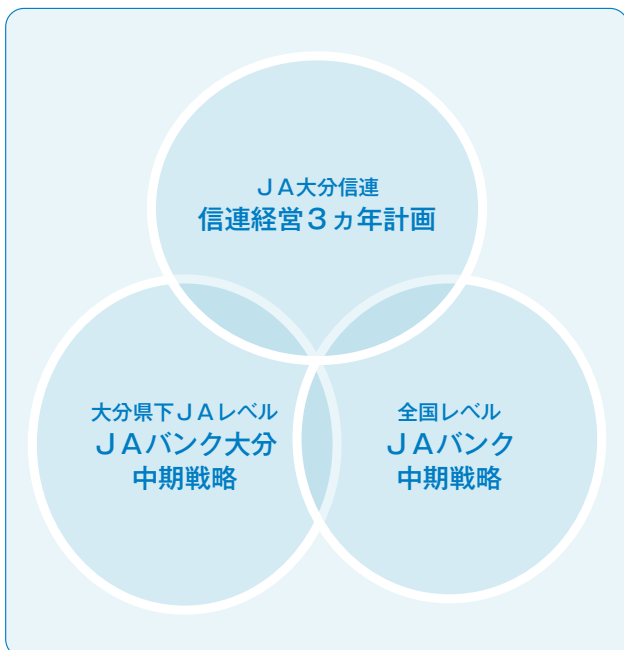 ＪＡ大分信連
信連経営３ヵ年計画
大分県下ＪＡレベル
ＪＡバンク大分
中期戦略
全国レベル
ＪＡバンク
中期戦略